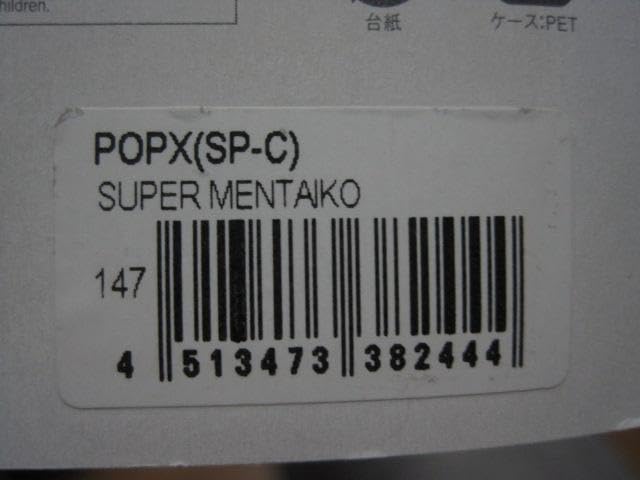 children.
台紙
ケース:PET
POPX(SP-C)
SUPER MENTAIKO
147
4 513473 382444